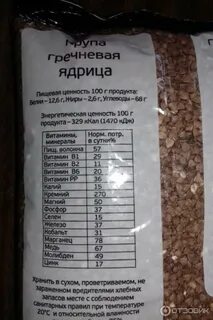 Крупа
гречневая
ядрица
Пищевая ценность 100 г продукта:
Белки – 12,6 г, Жиры – 2,6 г, Углеводы – 68 г
Энергетическая ценность 100 г
продукта – 329 кКал (1470 кДж)
Витамины, минералы Норм. потр. в сутки%
Пищ. волокна 57
Витамин В1 29
Витамин В2 11
Витамин В6 20
Витамин РР 36
Калий 15
Кремний 270
Магний 50
Фосфор 37
Селен 15
Железо 37
Кобальт 31
Марганец 78
Медь 67
Молибден 49
Цинк 17
Хранить в сухом, проветриваемом, не
зараженном вредителями хлебных
запасов месте с соблюдением
санитарных правил при температуре
20°С и относительной влажности
отзовик